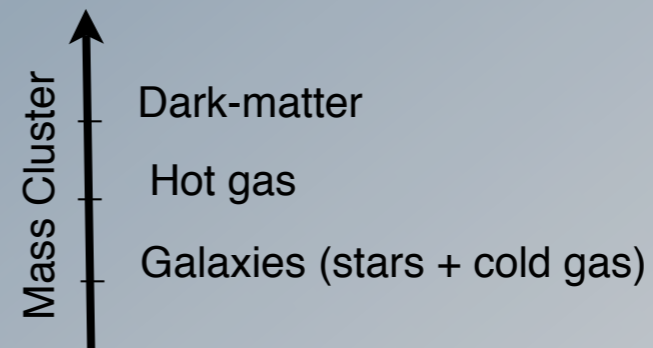 Mass Cluster
Dark-matter
Hot gas
Galaxies (stars + cold gas)